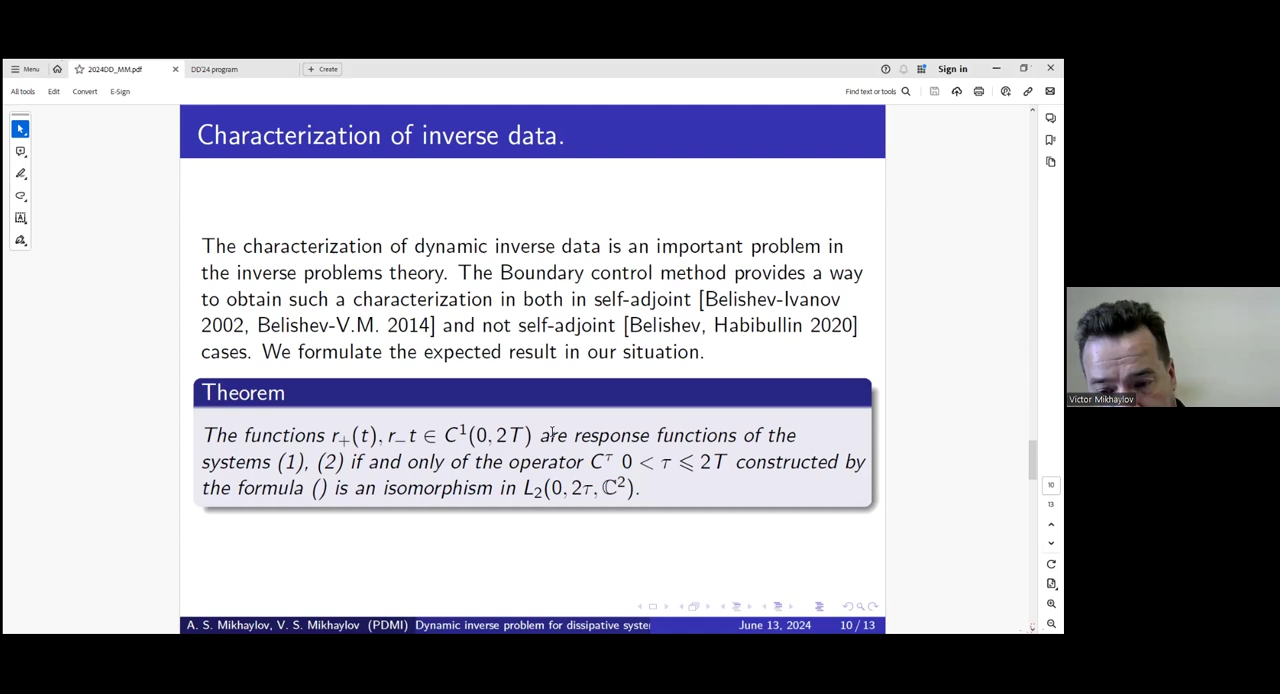 Menu
2024DD_MM.pdf
DD'24 program
+ Create
Sign in
All tools
Edit
Convert
E-Sign
Find text or tools
Characterization of inverse data.
The characterization of dynamic inverse data is an important problem in
the inverse problems theory. The Boundary control method provides a way
to obtain such a characterization in both in self-adjoint [Belishev-Ivanov
2002, Belishev-V.M. 2014] and not self-adjoint [Belishev, Habibullin 2020]
cases. We formulate the expected result in our situation.
Theorem
The functions r₊(t), r₋t ∈ C¹(0, 2T) are response functions of the
systems (1), (2) if and only of the operator Cᵗ 0 < τ ⩽ 2T constructed by
the formula () is an isomorphism in L₂(0, 2τ, ℂ²).
A. S. Mikhaylov, V. S. Mikhaylov (PDMI)
Dynamic inverse problem for dissipative syste
June 13, 2024
10 / 13
10
13
Victor Mikhaylov